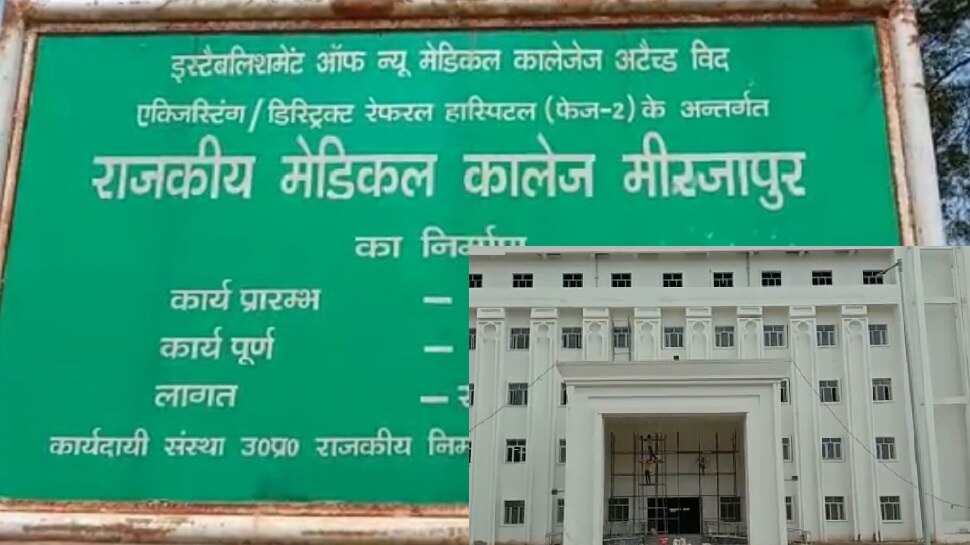 इस्टैबलिशमेंट ऑफ न्यू मेडिकल कालेजेज अटैच्ड विद
एक्जिस्टिंग/डिस्ट्रिक्ट रेफरल हास्पिटल (फेज-2) के अन्तर्गत
राजकीय मेडिकल कालेज मीरजापुर
का निर्माण
कार्य प्रारम्भ –
कार्य पूर्ण –
लागत –
कार्यदायी संस्था उ0प्र0 राजकीय